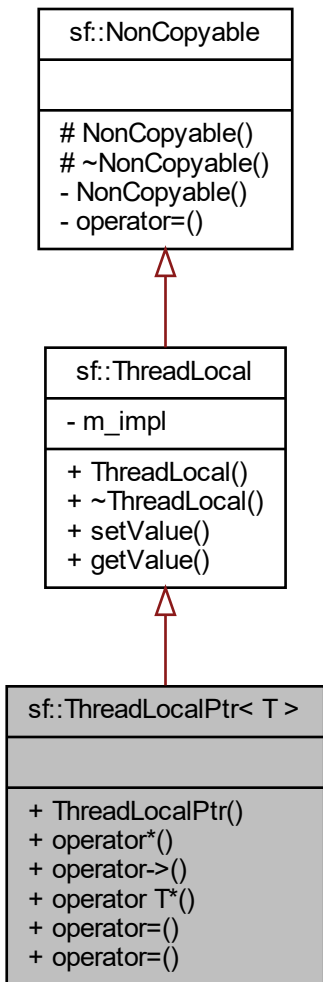 sf::NonCopyable
# NonCopyable()
# ~NonCopyable()
- NonCopyable()
- operator=()
sf::ThreadLocal
- m_impl
+ ThreadLocal()
+ ~ThreadLocal()
+ setValue()
+ getValue()
sf::ThreadLocalPtr< T >
+ ThreadLocalPtr()
+ operator*()
+ operator->()
+ operator T*()
+ operator=()
+ operator=()